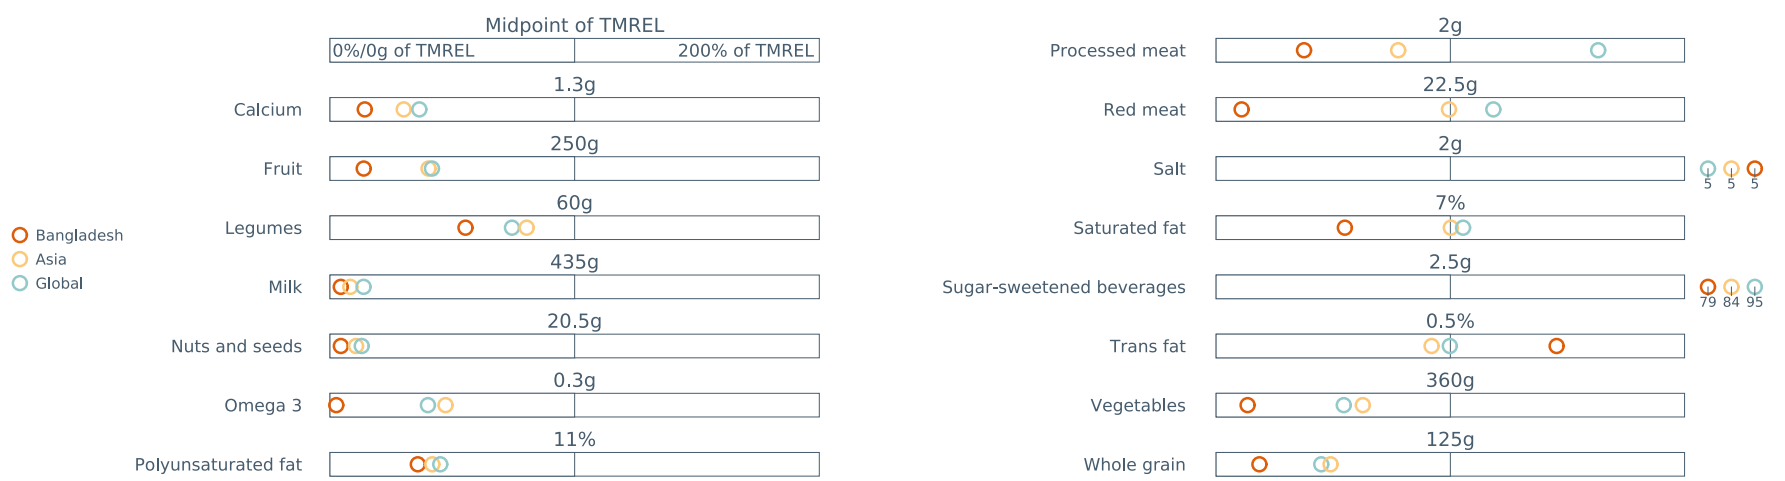 Midpoint of TMREL
0%/0g of TMREL 200% of TMREL
1.3g
Calcium
250g
Fruit
60g
Legumes
435g
Milk
20.5g
Nuts and seeds
0.3g
Omega 3
11%
Polyunsaturated fat
Bangladesh
Asia
Global
2g
Processed meat
22.5g
Red meat
2g
Salt
5 5 5
7%
Saturated fat
2.5g
Sugar-sweetened beverages
79 84 95
0.5%
Trans fat
360g
Vegetables
125g
Whole grain